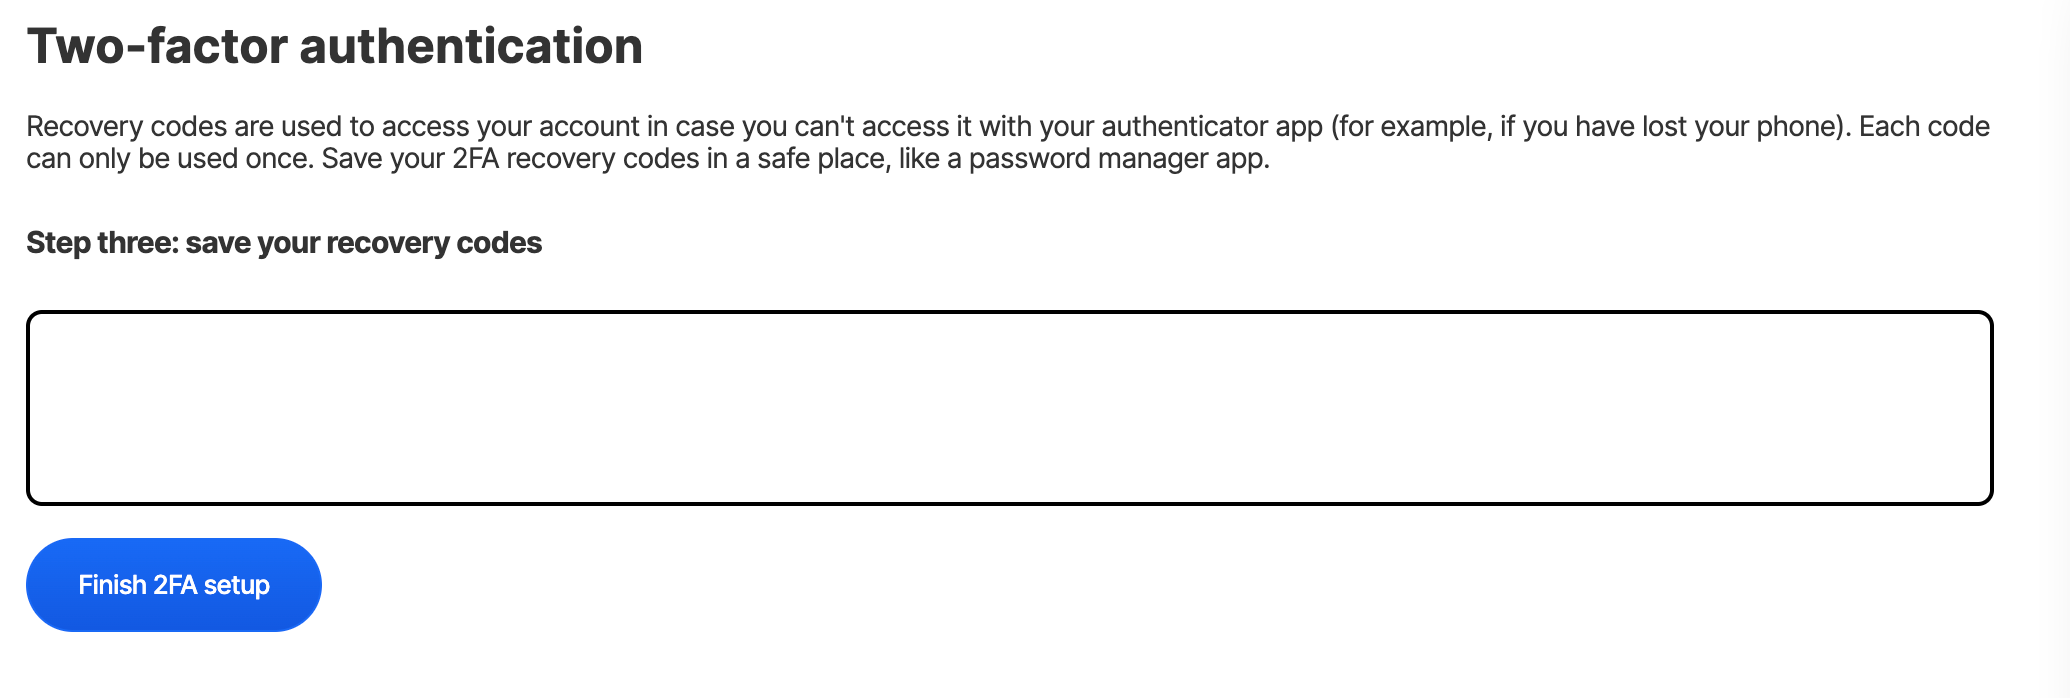 Two-factor authentication
Recovery codes are used to access your account in case you can't access it with your authenticator app (for example, if you have lost your phone). Each code
can only be used once. Save your 2FA recovery codes in a safe place, like a password manager app.
Step three: save your recovery codes
Finish 2FA setup